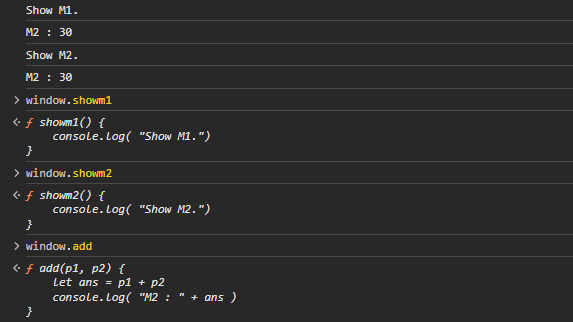 Show M1.
M2 : 30
Show M2.
M2 : 30
> window.showm1
<· ƒ showm1() {
    console.log( "Show M1.")
}
> window.showm2
<· ƒ showm2() {
    console.log( "Show M2.")
}
> window.add
<· ƒ add(p1, p2) {
    let ans = p1 + p2
    console.log( "M2 : " + ans )
}